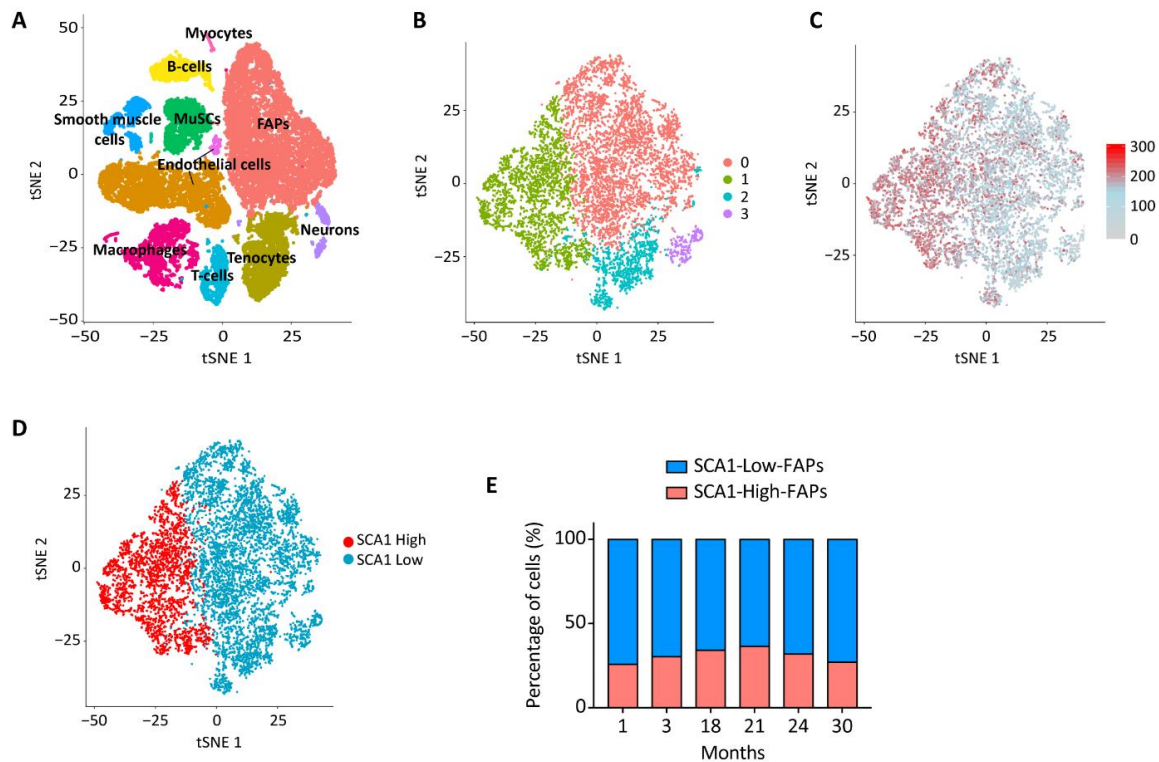 A
50
25
0
−25
−50
tSNE 2
Myocytes
B-cells
Smooth muscle
cells
MuSCs
FAPs
Endothelial cells
Macrophages
T-cells
Tenocytes
Neurons
−50
−25
0
25
tSNE 1
B
25
0
−25
tSNE 2
0
1
2
3
−50
−25
0
25
tSNE 1
C
25
0
−25
tSNE 2
300
200
100
0
−50
−25
0
25
tSNE 1
D
25
0
−25
tSNE 2
SCA1 High
SCA1 Low
−50
−25
0
25
tSNE 1
E
SCA1-Low-FAPs
SCA1-High-FAPs
100
50
0
Percentage of cells (%)
1 3 18 21 24 30
Months